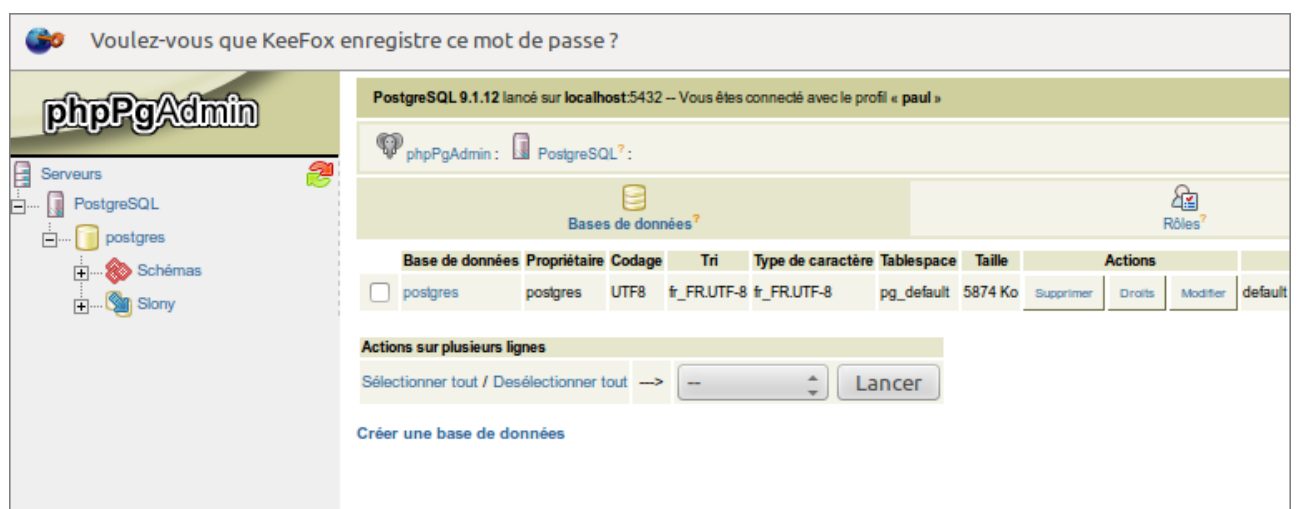 Voulez-vous que KeeFox enregistre ce mot de passe ?
phpPgAdmin
Serveurs
PostgreSQL
postgres
Schémas
Slony
PostgreSQL 9.1.12 lancé sur localhost:5432 -- Vous êtes connecté avec le profil « paul »
phpPgAdmin : PostgreSQL? :
Bases de données? Rôles?
Base de données Propriétaire Codage Tri Type de caractère Tablespace Taille Actions
postgres postgres UTF8 fr_FR.UTF-8 fr_FR.UTF-8 pg_default 5874 Ko Supprimer Droits Modifier default
Actions sur plusieurs lignes
Sélectionner tout / Desélectionner tout ---> -- Lancer
Créer une base de données